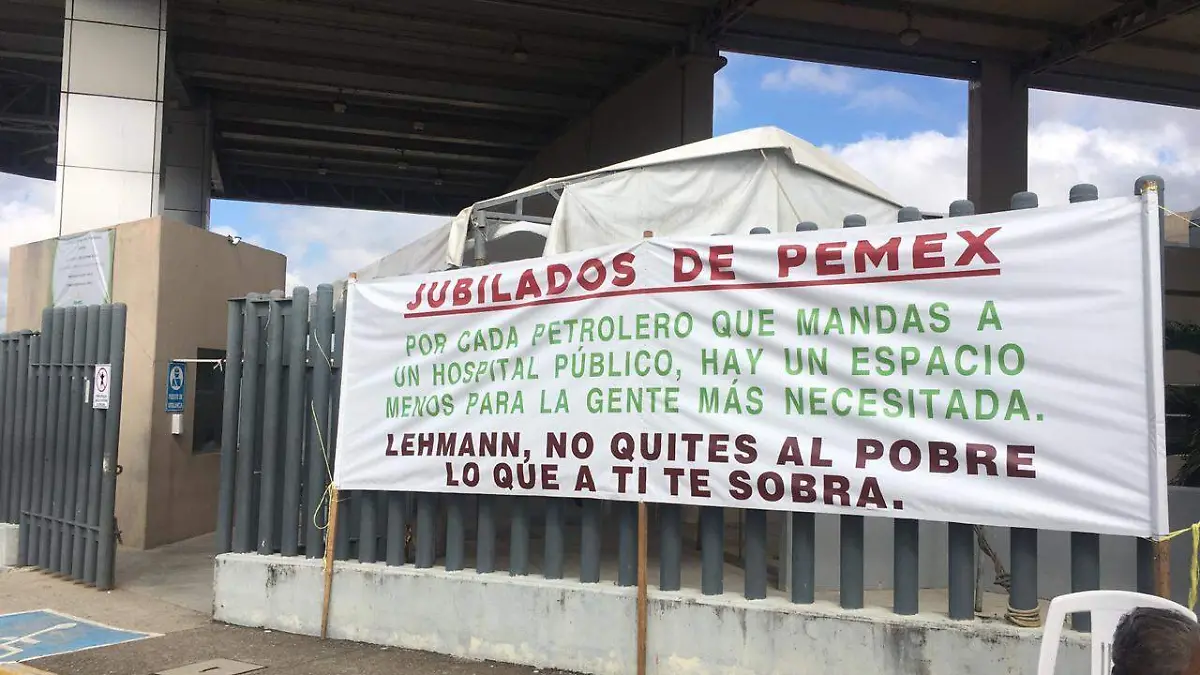 JUBILADOS DE PEMEX
POR CADA PETROLERO QUE MANDAS A
UN HOSPITAL PÚBLICO, HAY UN ESPACIO
MENOS PARA LA GENTE MÁS NECESITADA.
LEHMANN, NO QUITES AL POBRE
LO QUE A TI TE SOBRA.